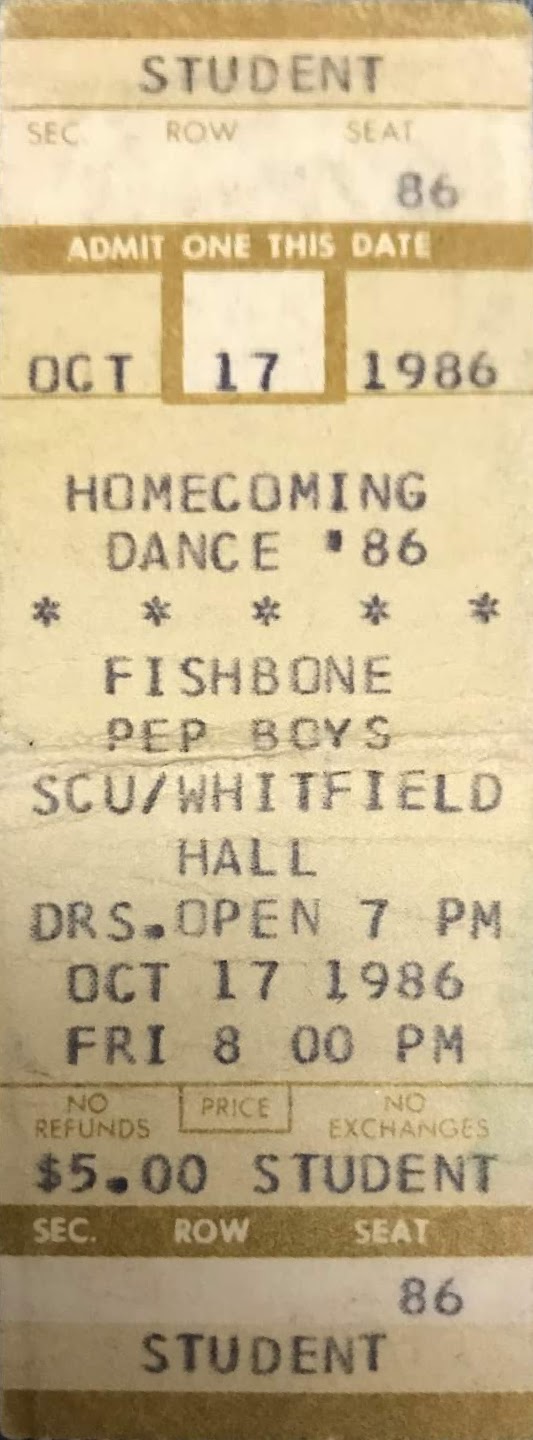 STUDENT
SEC. ROW SEAT
86
ADMIT ONE THIS DATE
OCT 17 1986
HOMECOMING
DANCE '86
* * * * *
FISHBONE
PEP BOYS
SCU/WHITFIELD
HALL
DRS.OPEN 7 PM
OCT 17 1986
FRI 8 00 PM
NO REFUNDS PRICE NO EXCHANGES
$5.00 STUDENT
SEC. ROW SEAT
86
STUDENT